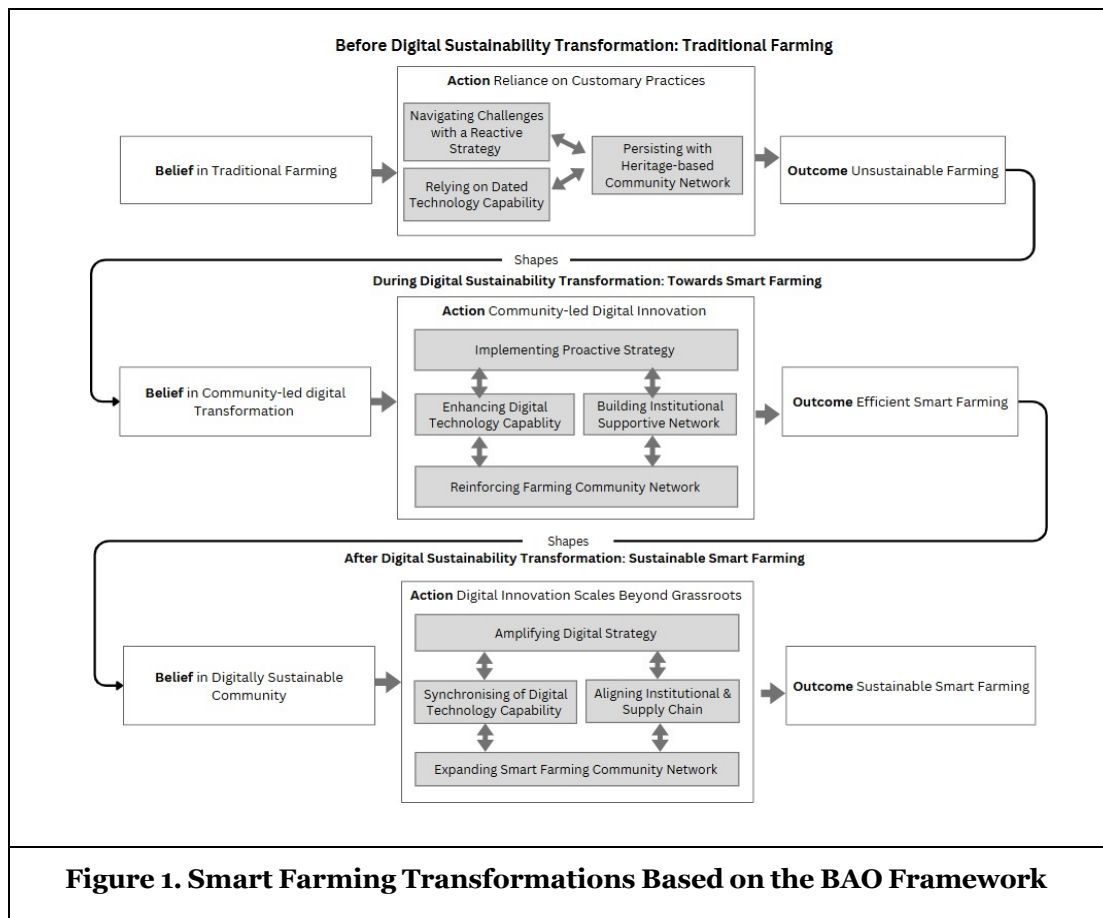 Before Digital Sustainability Transformation: Traditional Farming
Action Reliance on Customary Practices
Navigating Challenges
with a Reactive
Strategy
Relying on Dated
Technology Capability
Persisting with
Heritage-based
Community Network
Belief in Traditional Farming
Outcome Unsustainable Farming
Shapes
During Digital Sustainability Transformation: Towards Smart Farming
Action Community-led Digital Innovation
Implementing Proactive Strategy
Belief in Community-led digital
Transformation
Enhancing Digital
Technology Capablity
Building Institutional
Supportive Network
Reinforcing Farming Community Network
Outcome Efficient Smart Farming
Shapes
After Digital Sustainability Transformation: Sustainable Smart Farming
Action Digital Innovation Scales Beyond Grassroots
Amplifying Digital Strategy
Belief in Digitally Sustainable
Community
Synchronising of Digital
Technology Capability
Aligning Institutional &
Supply Chain
Expanding Smart Farming Community Network
Outcome Sustainable Smart Farming
Figure 1. Smart Farming Transformations Based on the BAO Framework